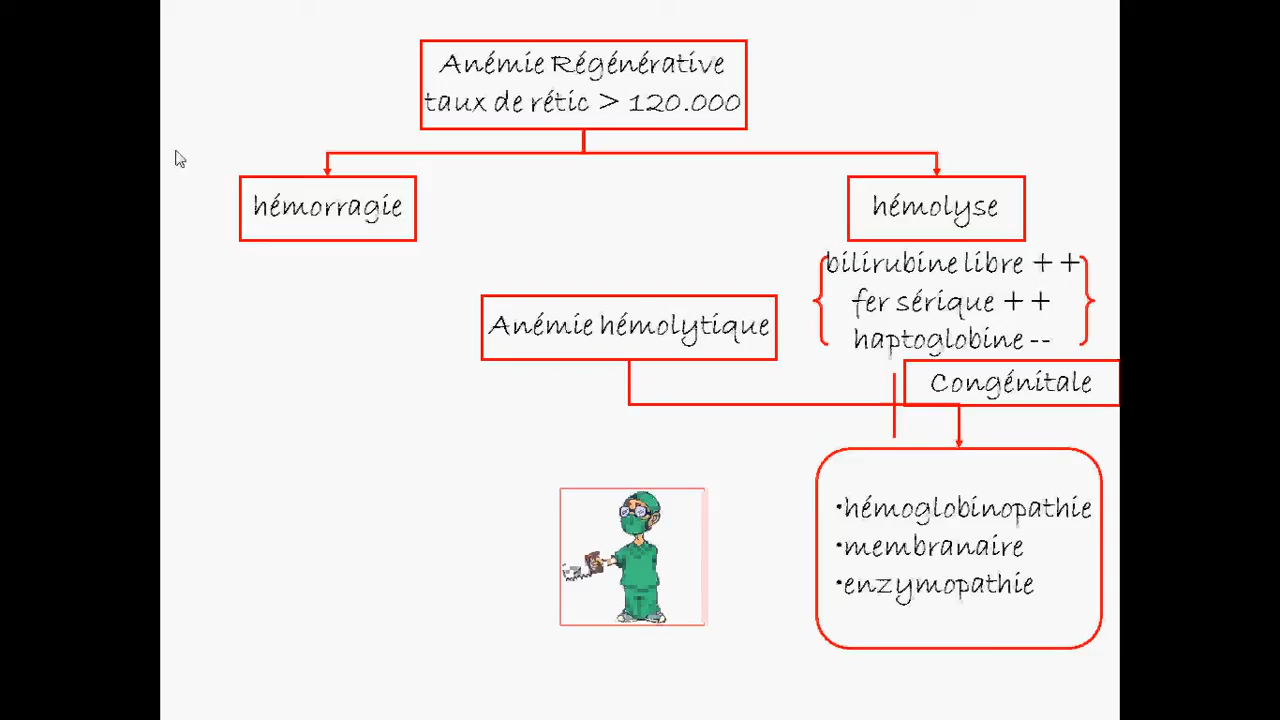 Anémie Régénérative
taux de rétic > 120.000
hémorragie
hémolyse
bilirubine libre + +
fer sérique + +
haptoglobine --
Anémie hémolytique
Congénitale
•hémoglobinopathie
•membranaire
•enzymopathie